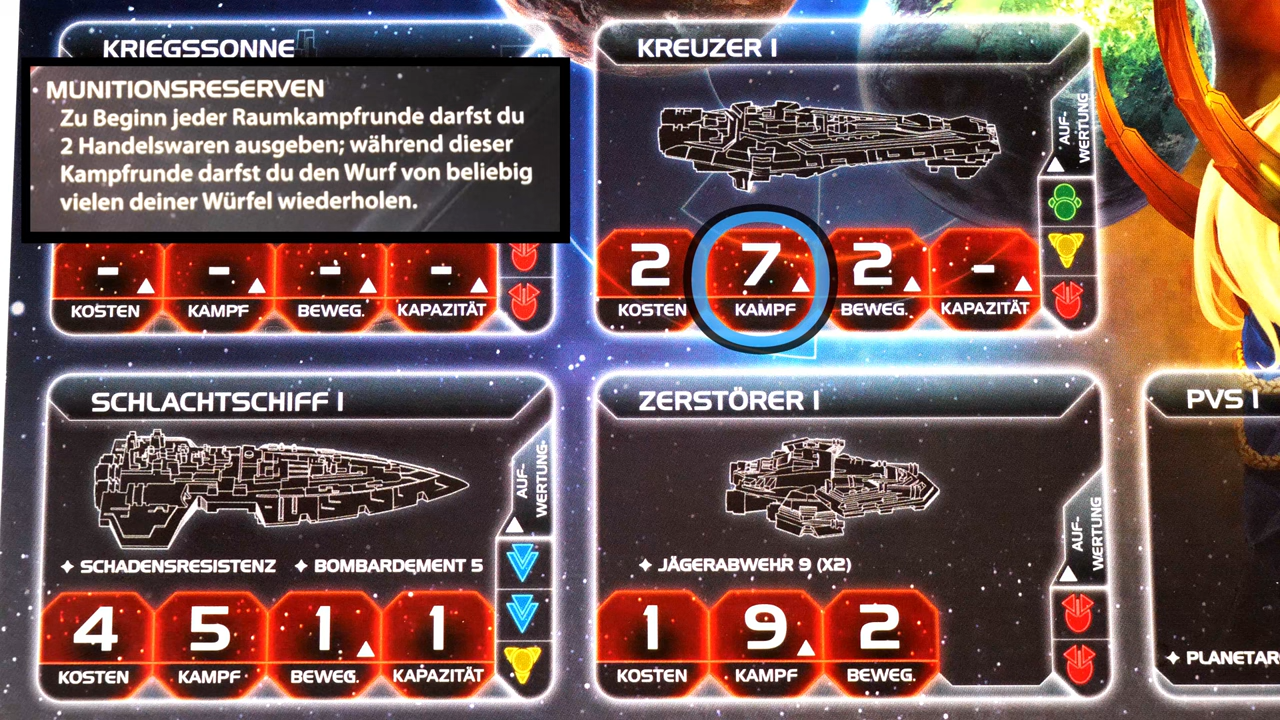 KRIEGSSONNE
MUNITIONSRESERVEN
Zu Beginn jeder Raumkampfrunde darfst du
2 Handelswaren ausgeben; während dieser
Kampfrunde darfst du den Wurf von beliebig
vielen deiner Würfel wiederholen.
- - - -
KOSTEN KAMPF BEWEG. KAPAZITÄT
KREUZER I
AUF-
WERTUNG
2 7 2 -
KOSTEN KAMPF BEWEG. KAPAZITÄT
SCHLACHTSCHIFF I
AUF-
WERTUNG
SCHADENSRESISTENZ BOMBARDEMENT 5
4 5 1 1
KOSTEN KAMPF BEWEG. KAPAZITÄT
ZERSTÖRER I
AUF-
WERTUNG
JÄGERABWEHR 9 (X2)
1 9 2
KOSTEN KAMPF BEWEG.
PVS I
PLANETAR